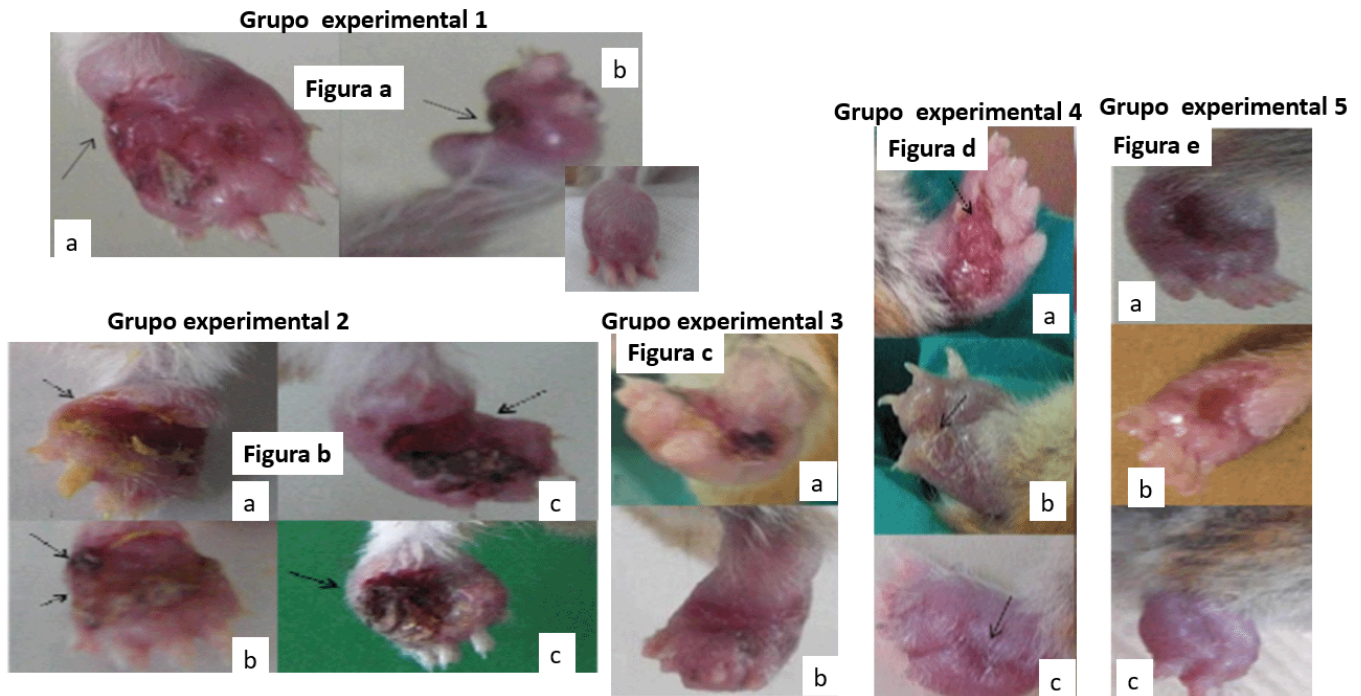 Grupo  experimental 1
Figura a
a
b
Grupo experimental 2
Figura b
a
c
b
c
Grupo experimental 3
Figura c
a
b
Grupo  experimental 4
Figura d
a
b
c
Grupo  experimental 5
Figura e
a
b
c